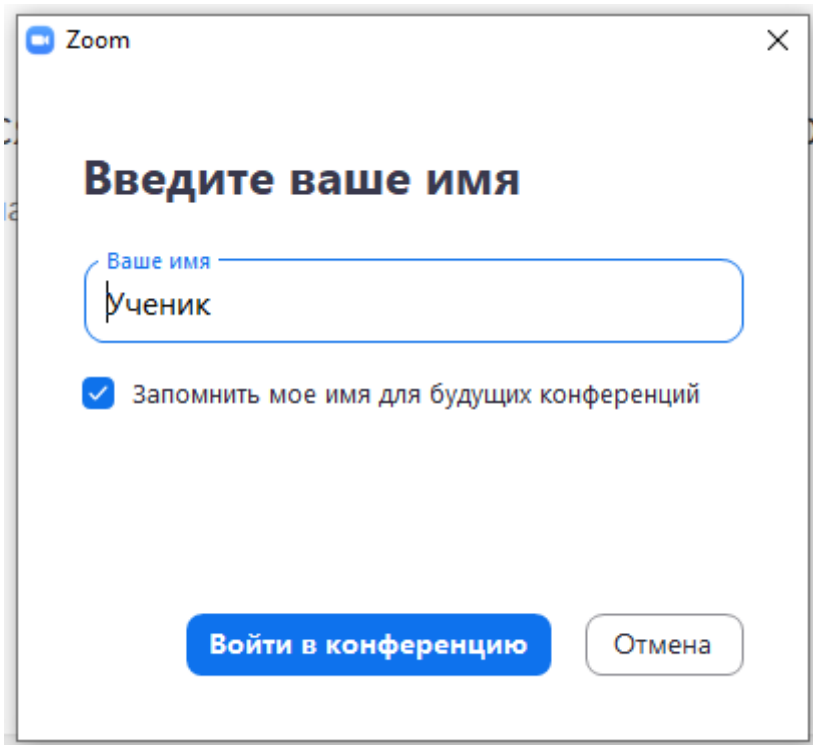 Zoom
Введите ваше имя
Ваше имя
Ученик
Запомнить мое имя для будущих конференций
Войти в конференцию
Отмена